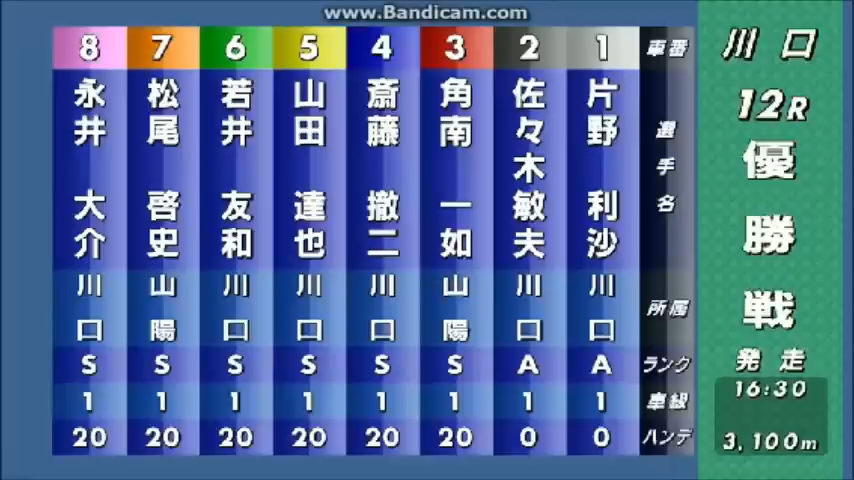 www.Bandicam.com
川口
12R
優勝戦
発走
16:30
3,100m
車番 1 2 3 4 5 6 7 8
選手名 片野利沙 佐々木敏夫 角南一如 斎藤撤二 山田達也 若井友和 松尾啓史 永井大介
所属 川口 川口 山陽 川口 川口 川口 山陽 川口
ランク A A S S S S S S
車級 1 1 1 1 1 1 1 1
ハンデ 0 0 20 20 20 20 20 20